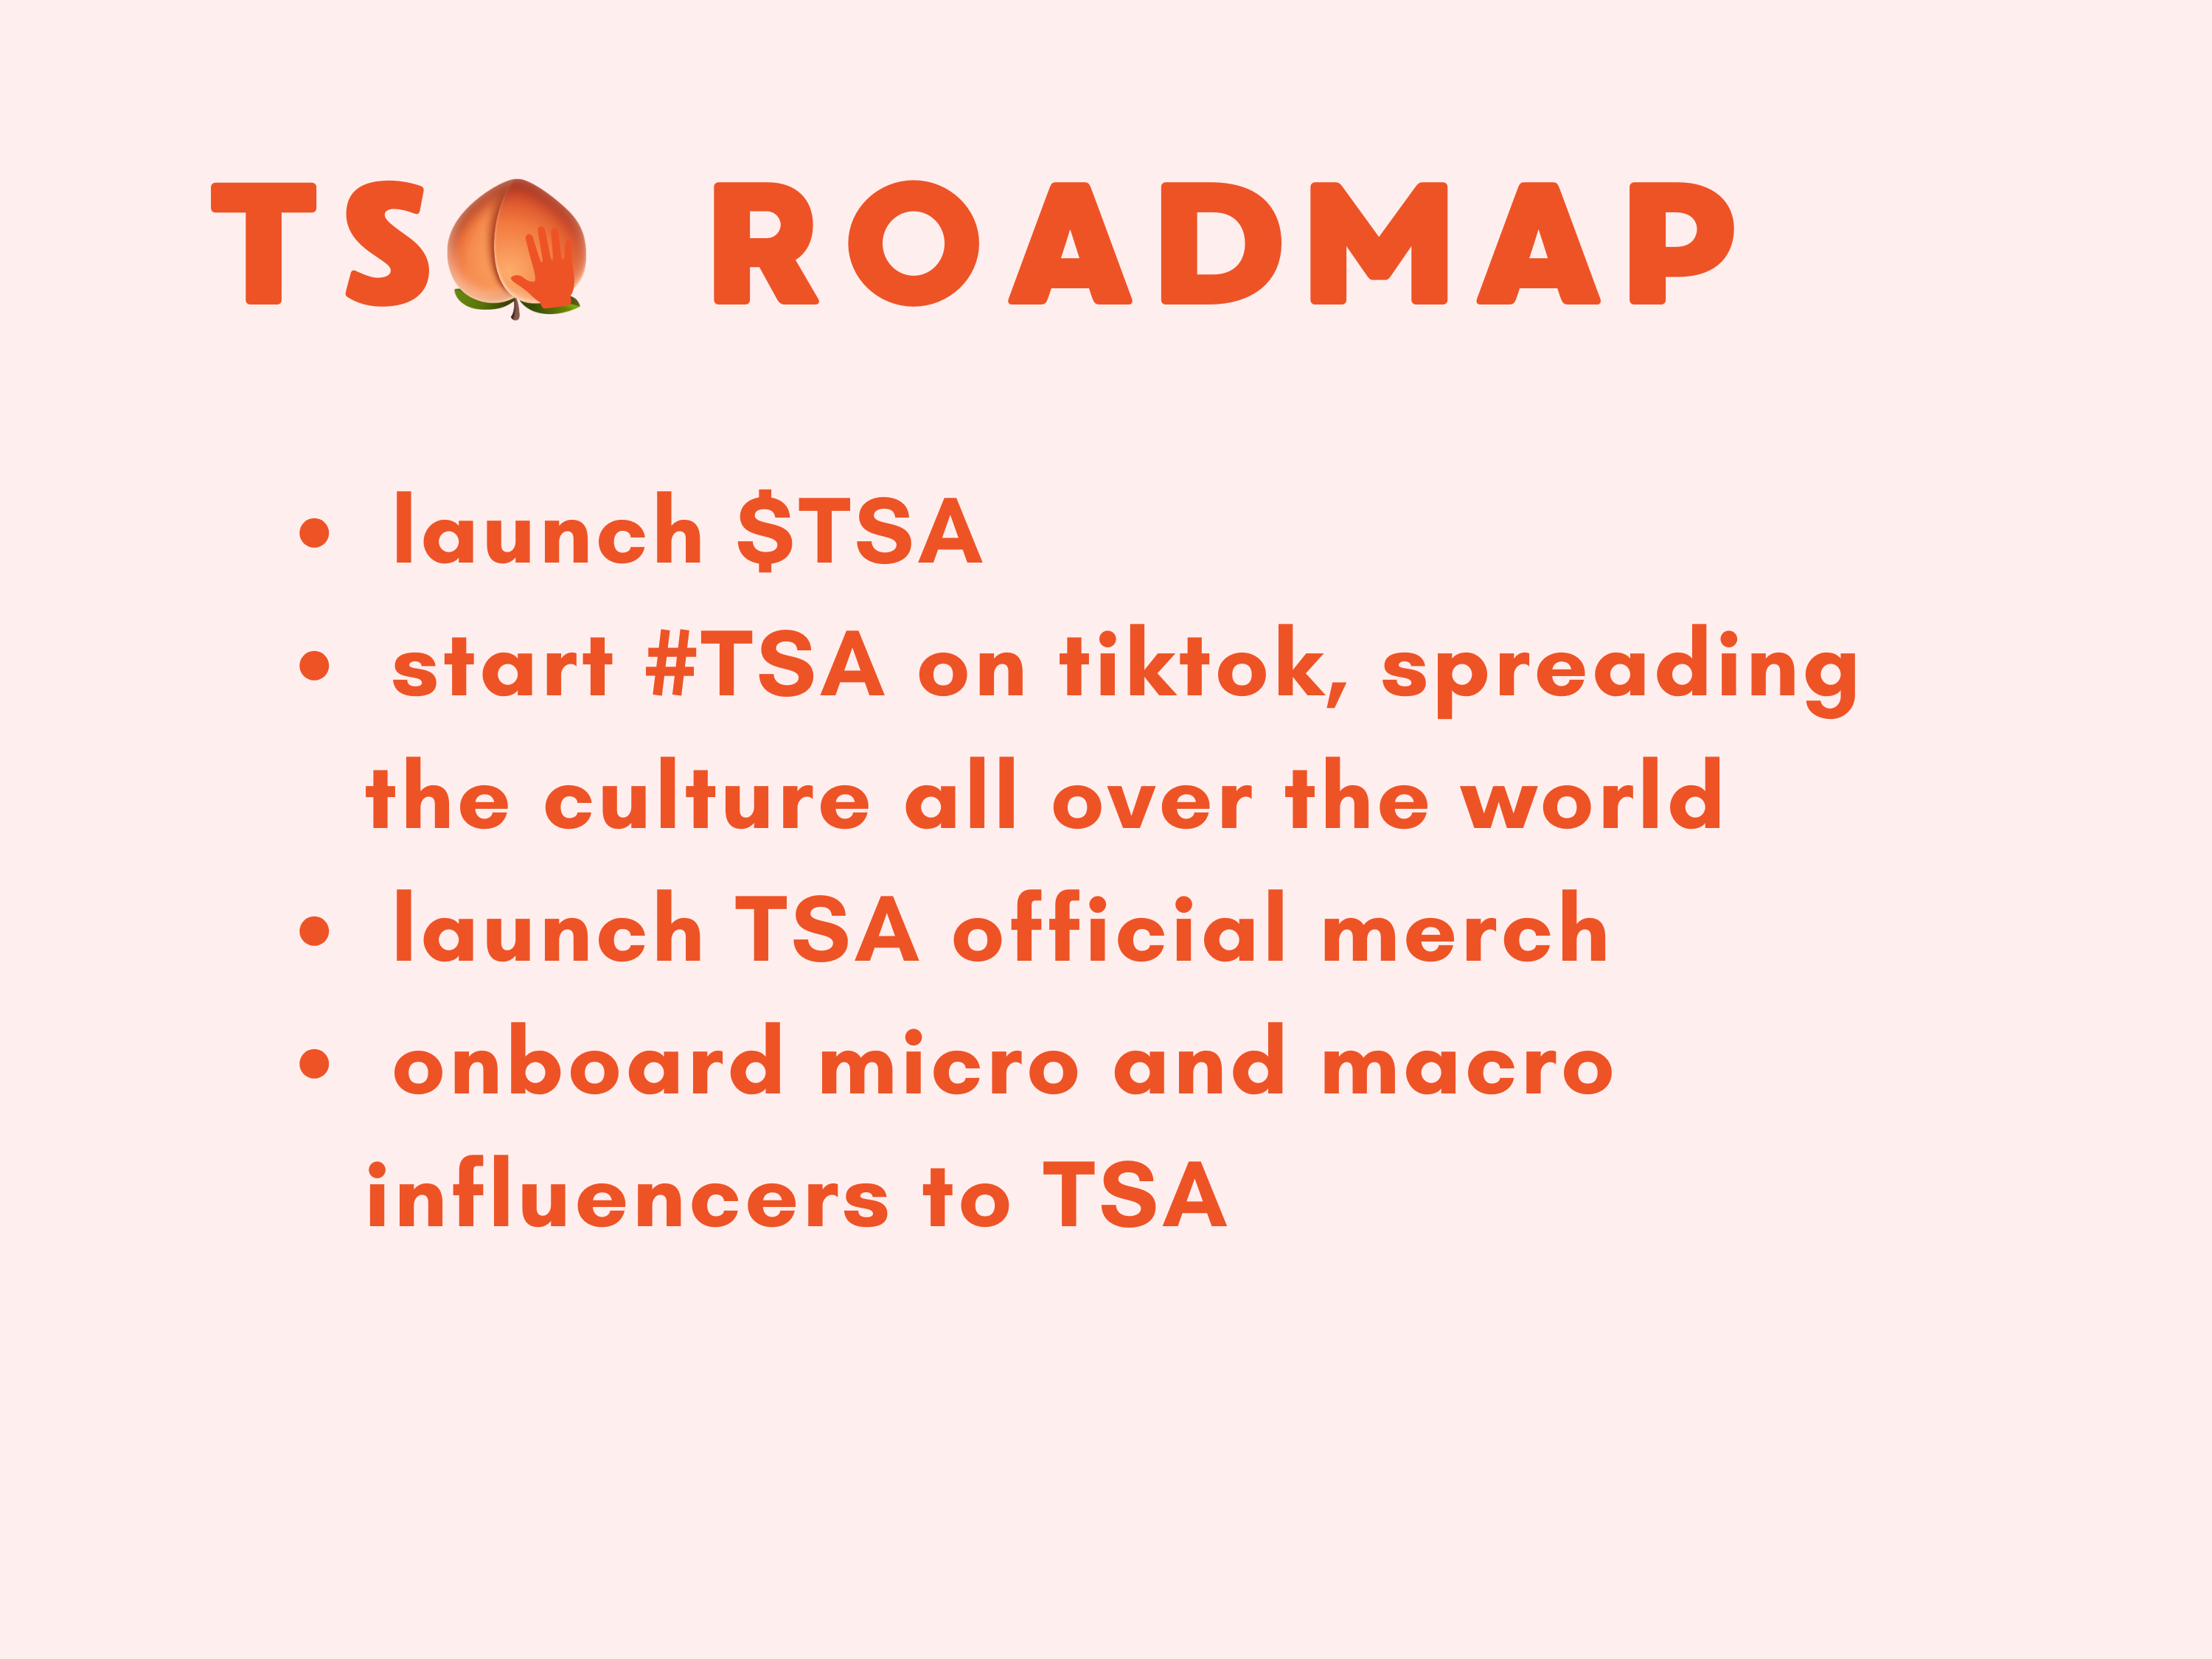 TS🍑 ROADMAP
• launch $TSA
• start #TSA on tiktok, spreading
the culture all over the world
• launch TSA official merch
• onboard micro and macro
influencers to TSA